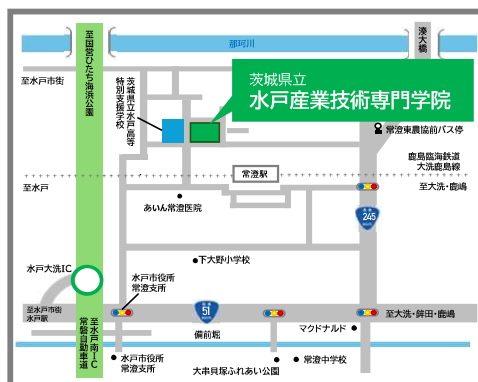 至国営ひたち海浜公園
那珂川
湊大橋
至水戸市街
茨城県立水戸高等
特別支援学校
茨城県立
水戸産業技術専門学院
常澄東農協前バス停
鹿島臨海鉄道
大洗鹿島線
常澄駅
至水戸
至大洗・鹿嶋
あいん常澄医院
245
下大野小学校
水戸大洗IC
水戸市役所
常澄支所
至水戸市街
水戸駅
51
至大洗・鉾田・鹿嶋
備前堀
マクドナルド
至水戸南IC
常磐自動車道
水戸市役所
常澄支所
大串貝塚ふれあい公園
常澄中学校